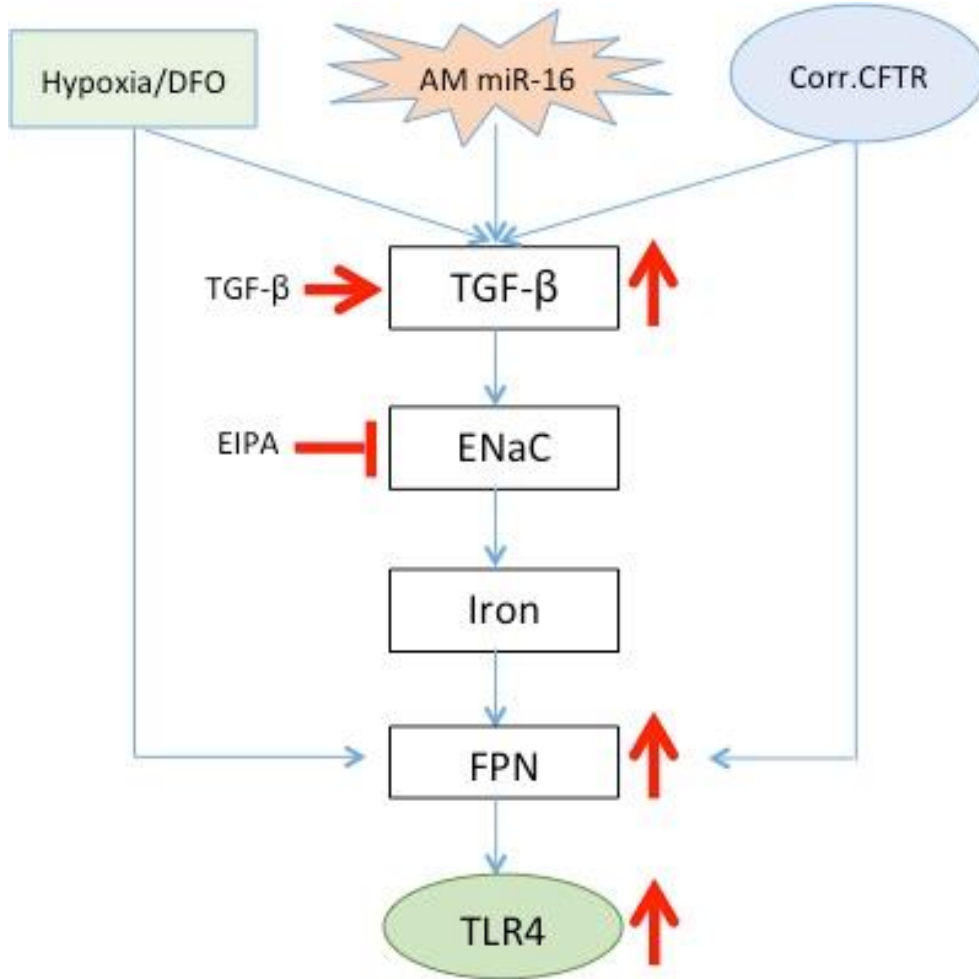 Hypoxia/DFO
AM miR-16
Corr.CFTR
TGF-β
TGF-β
EIPA
ENaC
Iron
FPN
TLR4